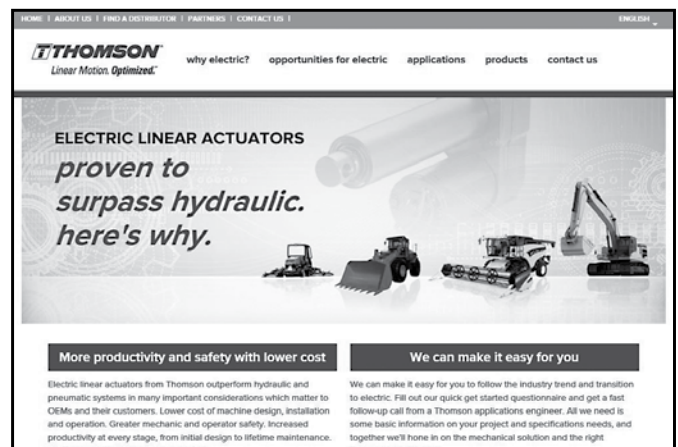 HOME | ABOUT US | FIND A DISTRIBUTOR | PARTNERS | CONTACT US | ENGLISH
THOMSON
Linear Motion. Optimized.™
why electric? opportunities for electric applications products contact us
ELECTRIC LINEAR ACTUATORS
proven to
surpass hydraulic.
here's why.
More productivity and safety with lower cost
Electric linear actuators from Thomson outperform hydraulic and
pneumatic systems in many important considerations which matter to
OEMs and their customers. Lower cost of machine design, installation
and operation. Greater mechanic and operator safety. Increased
productivity at every stage, from initial design to lifetime maintenance.
We can make it easy for you
We can make it easy for you to follow the industry trend and transition
to electric. Fill out our quick get started questionnaire and get a fast
follow-up call from a Thomson applications engineer. All we need is
some basic information on your project and specifications needs, and
together we'll hone in on the mechanical solution and the right